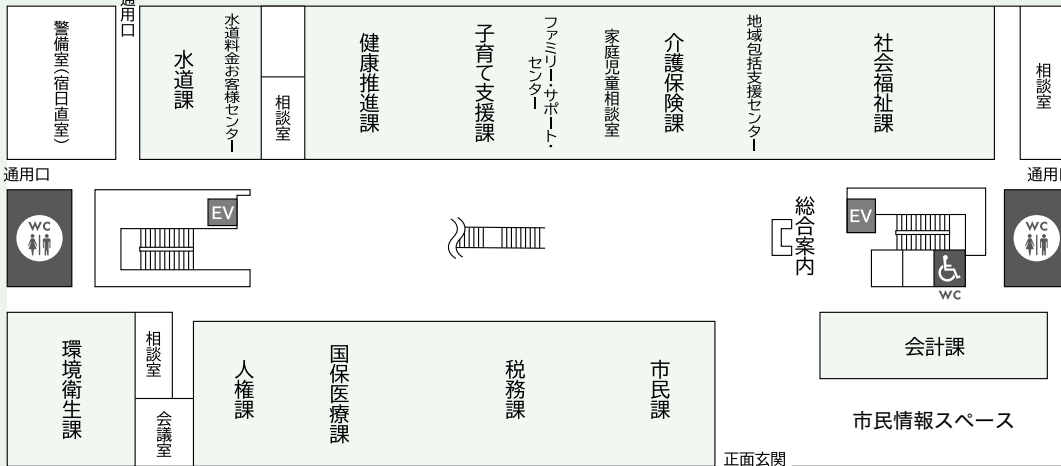 通用口
警備室（宿日直室）
水道課
水道料金お客様センター
相談室
健康推進課
子育て支援課
ファミリー・サポート・
センター
家庭児童相談室
介護保険課
地域包括支援センター
社会福祉課
相談室
通用口
通用口
WC
EV
総合案内
EV
WC
WC
環境衛生課
相談室
会議室
人権課
国保医療課
税務課
市民課
会計課
市民情報スペース
正面玄関